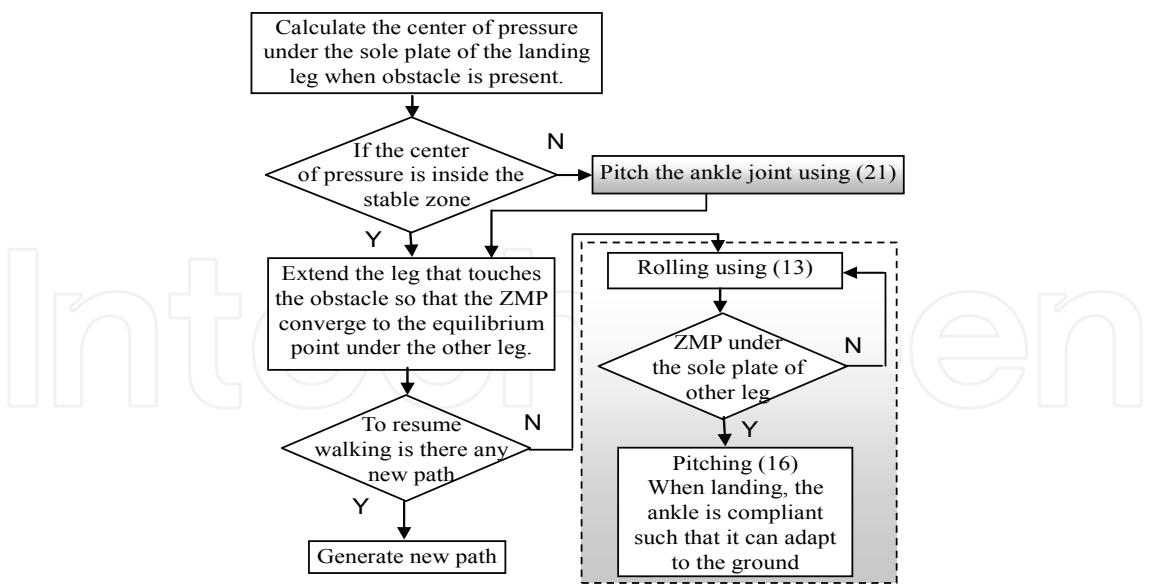 Calculate the center of pressure
under the sole plate of the landing
leg when obstacle is present.
If the center
of pressure is inside the
stable zone
N
Pitch the ankle joint using (21)
Y
Extend the leg that touches
the obstacle so that the ZMP
converge to the equilibrium
point under the other leg.
To resume
walking is there any
new path
N
Y
Generate new path
Rolling using (13)
ZMP under
the sole plate of
other leg
N
Y
Pitching (16)
When landing, the
ankle is compliant
such that it can adapt
to the ground